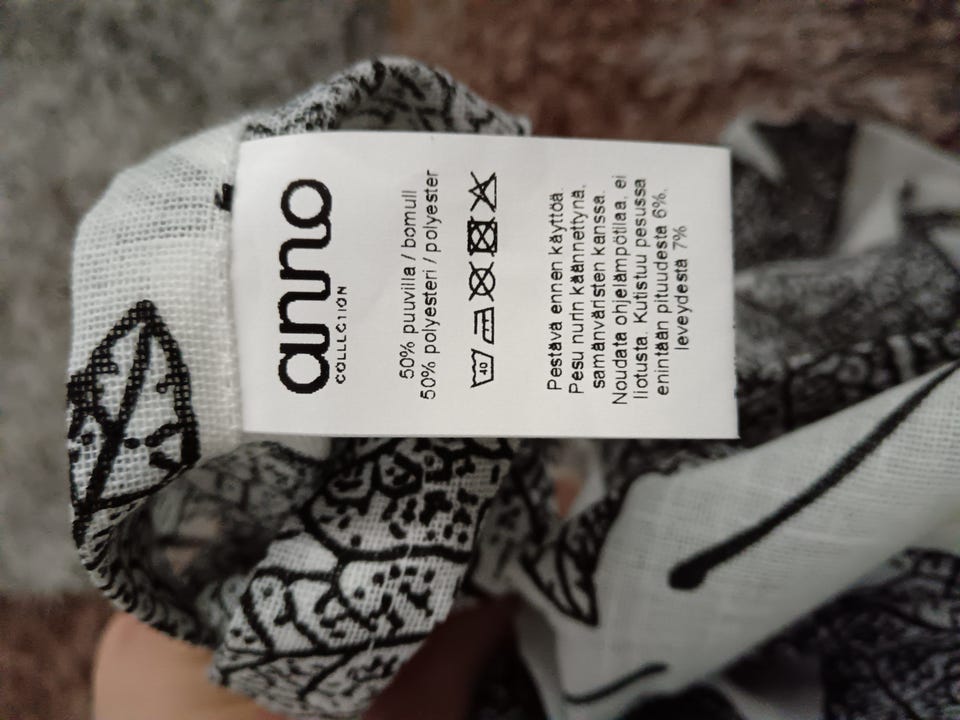 anno
COLLECTION
50% puuvilla / bomull
50% polyesteri / polyester
40
Pestävä ennen käyttöä.
Pesu nurin käännettynä,
samanväristen kanssa.
Noudata ohjelämpötilaa, ei
liotusta. Kutistuu pesussa
enintään pituudesta 6%,
leveydestä 7%